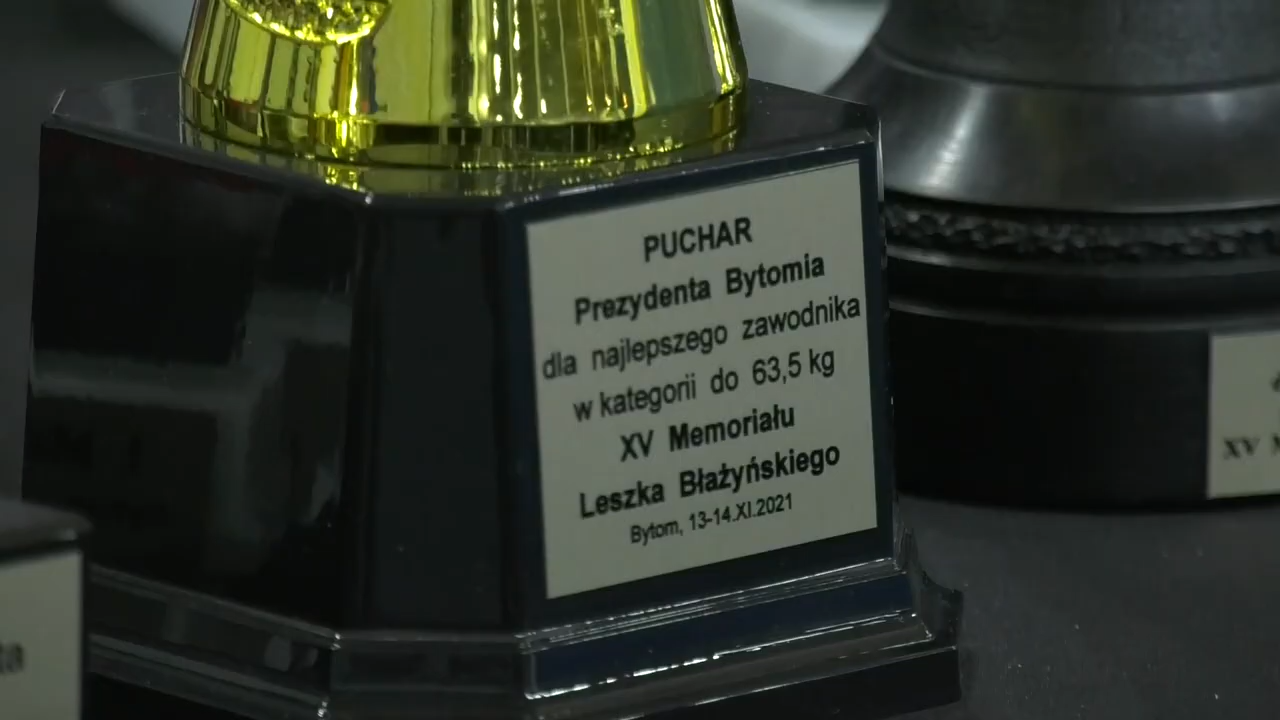 PUCHAR
Prezydenta Bytomia
dla najlepszego zawodnika
w kategorii do 63,5 kg
XV Memoriału
Leszka Błażyńskiego
Bytom, 13-14.XI.2021
XV